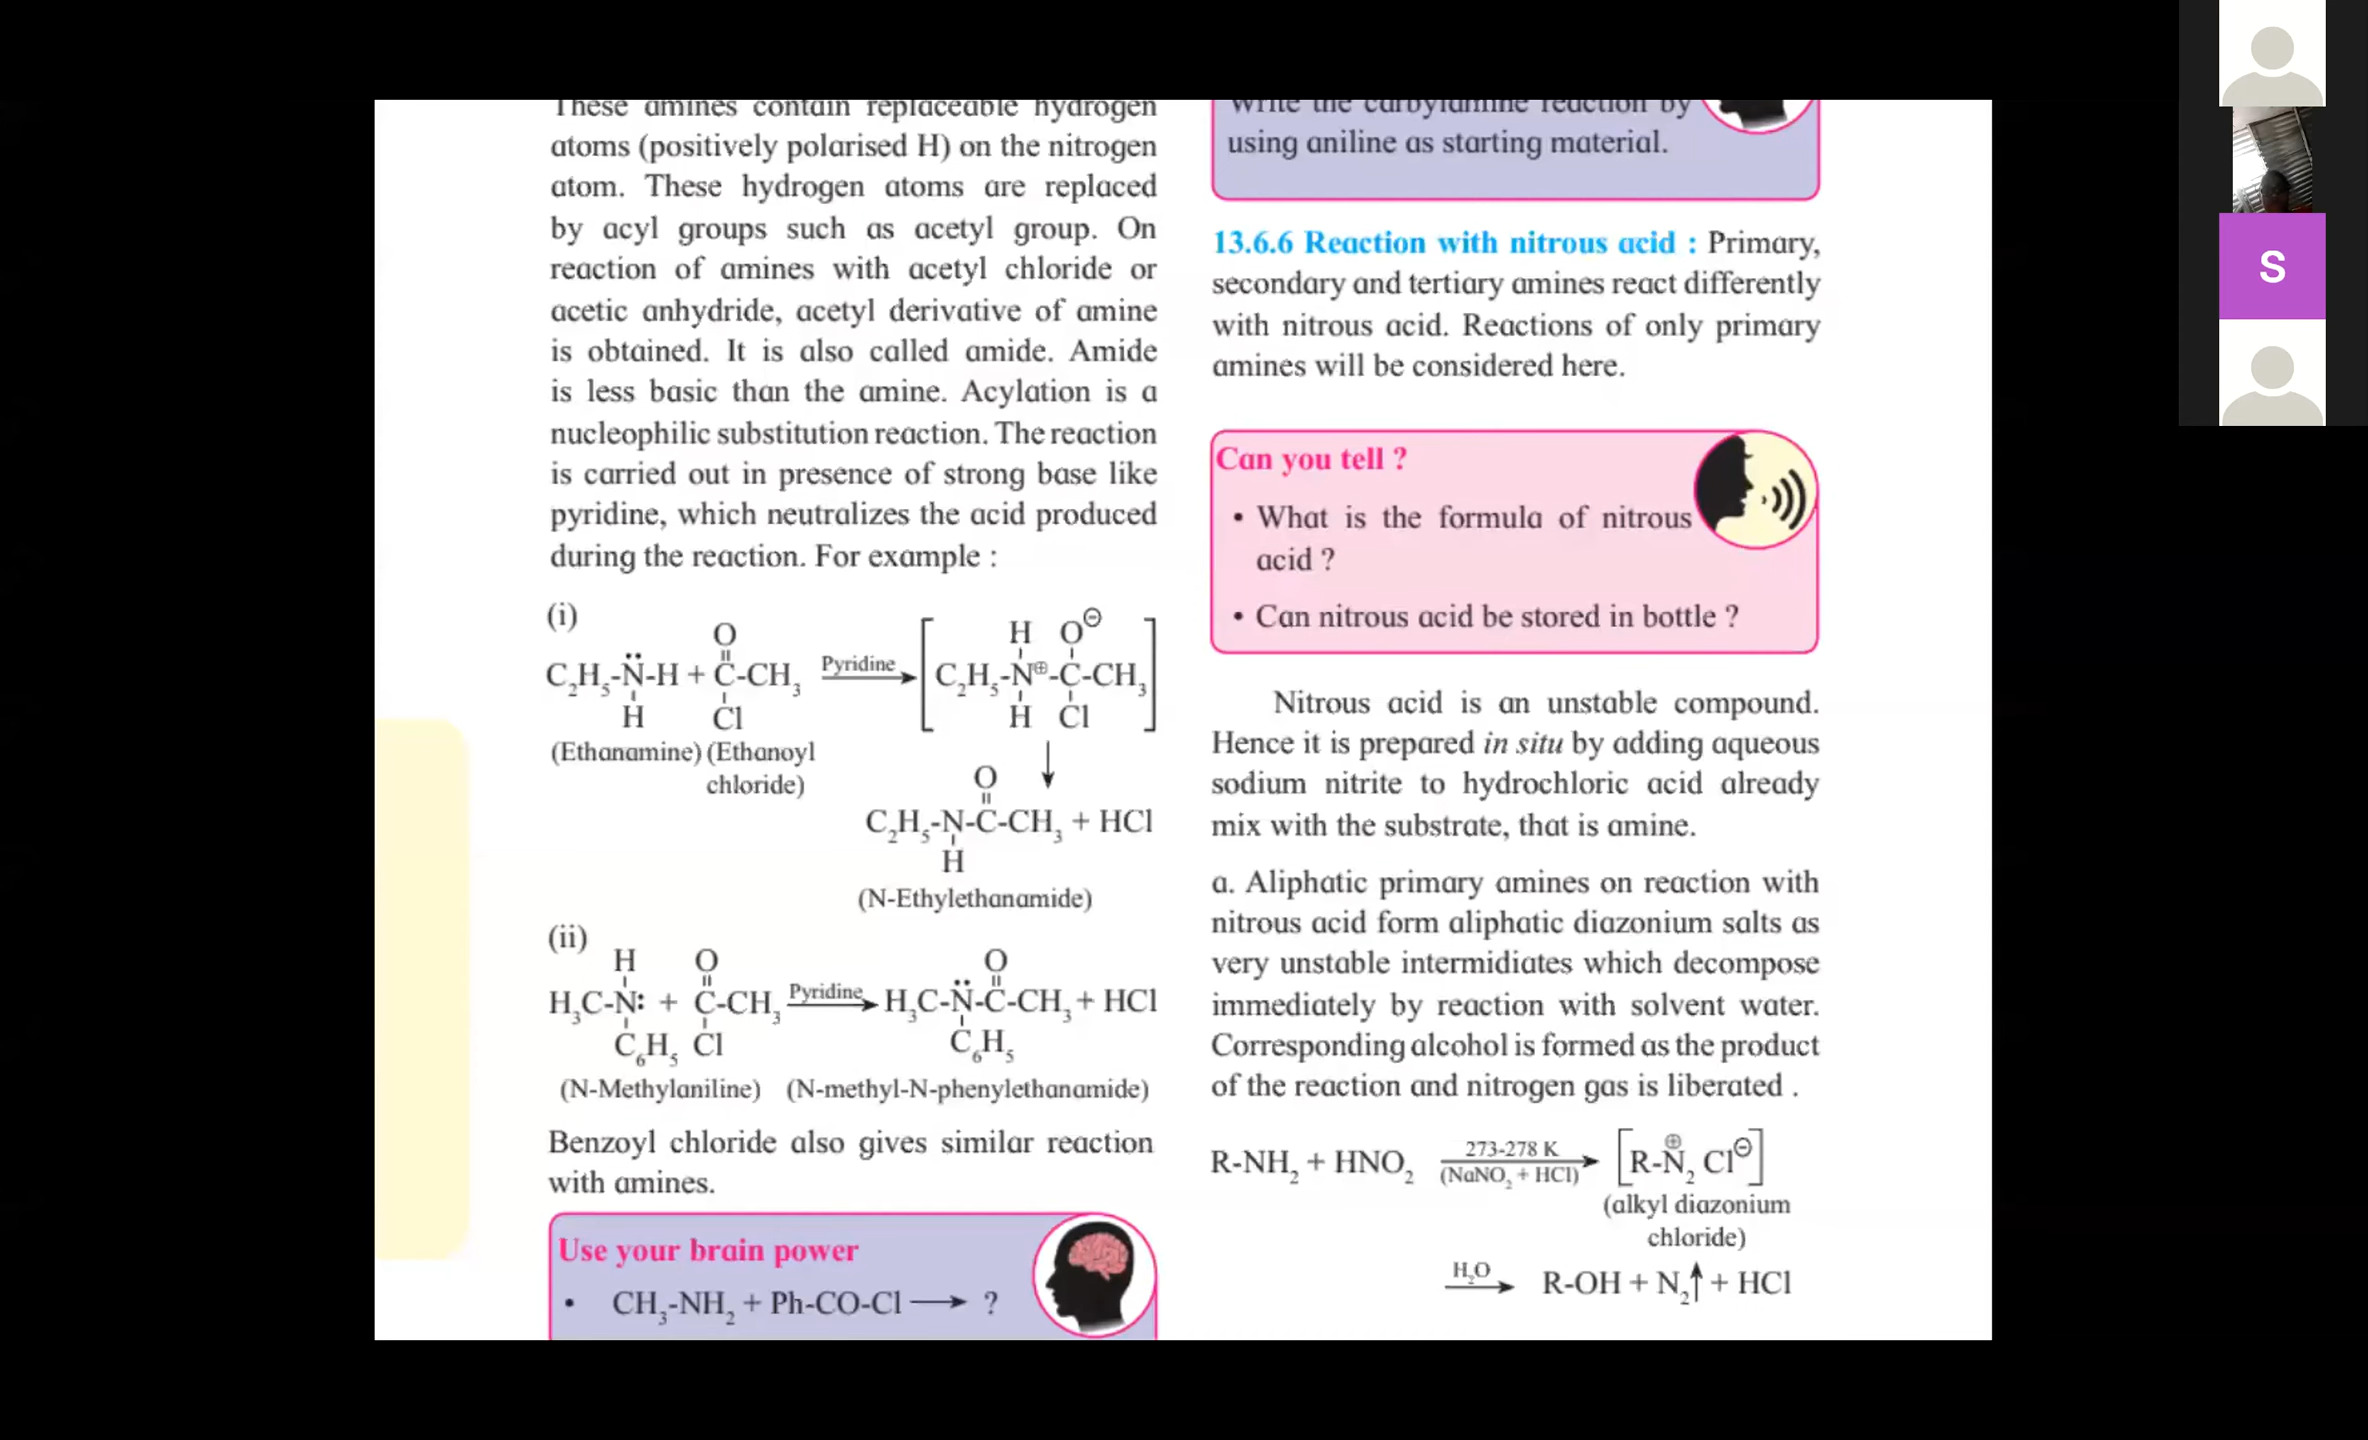 These amines contain replaceable hydrogen
atoms (positively polarised H) on the nitrogen
atom. These hydrogen atoms are replaced
by acyl groups such as acetyl group. On
reaction of amines with acetyl chloride or
acetic anhydride, acetyl derivative of amine
is obtained. It is also called amide. Amide
is less basic than the amine. Acylation is a
nucleophilic substitution reaction. The reaction
is carried out in presence of strong base like
pyridine, which neutralizes the acid produced
during the reaction. For example :
(i)
O H O⊖
C₂H₅-N̈-H + C-CH₃ Pyridine C₂H₅-N⊕-C-CH₃
H Cl H Cl
(Ethanamine) (Ethanoyl
chloride)
O
C₂H₅-N-C-CH₃ + HCl
H
(N-Ethylethanamide)
(ii)
H O O
H₃C-N: + C-CH₃ Pyridine H₃C-N̈-C-CH₃ + HCl
C₆H₅ Cl C₆H₅
(N-Methylaniline) (N-methyl-N-phenylethanamide)
Benzoyl chloride also gives similar reaction
with amines.
Use your brain power
• CH₃-NH₂ + Ph-CO-Cl ⟶ ?
Write the carbylamine reaction by
using aniline as starting material.
13.6.6 Reaction with nitrous acid : Primary,
secondary and tertiary amines react differently
with nitrous acid. Reactions of only primary
amines will be considered here.
Can you tell ?
• What is the formula of nitrous
acid ?
• Can nitrous acid be stored in bottle ?
Nitrous acid is an unstable compound.
Hence it is prepared in situ by adding aqueous
sodium nitrite to hydrochloric acid already
mix with the substrate, that is amine.
a. Aliphatic primary amines on reaction with
nitrous acid form aliphatic diazonium salts as
very unstable intermidiates which decompose
immediately by reaction with solvent water.
Corresponding alcohol is formed as the product
of the reaction and nitrogen gas is liberated .
R-NH₂ + HNO₂ 273-278 K (NaNO₂ + HCl) [R-N⊕₂ Cl⊖]
(alkyl diazonium
chloride)
H₂O R-OH + N₂↑ + HCl
S